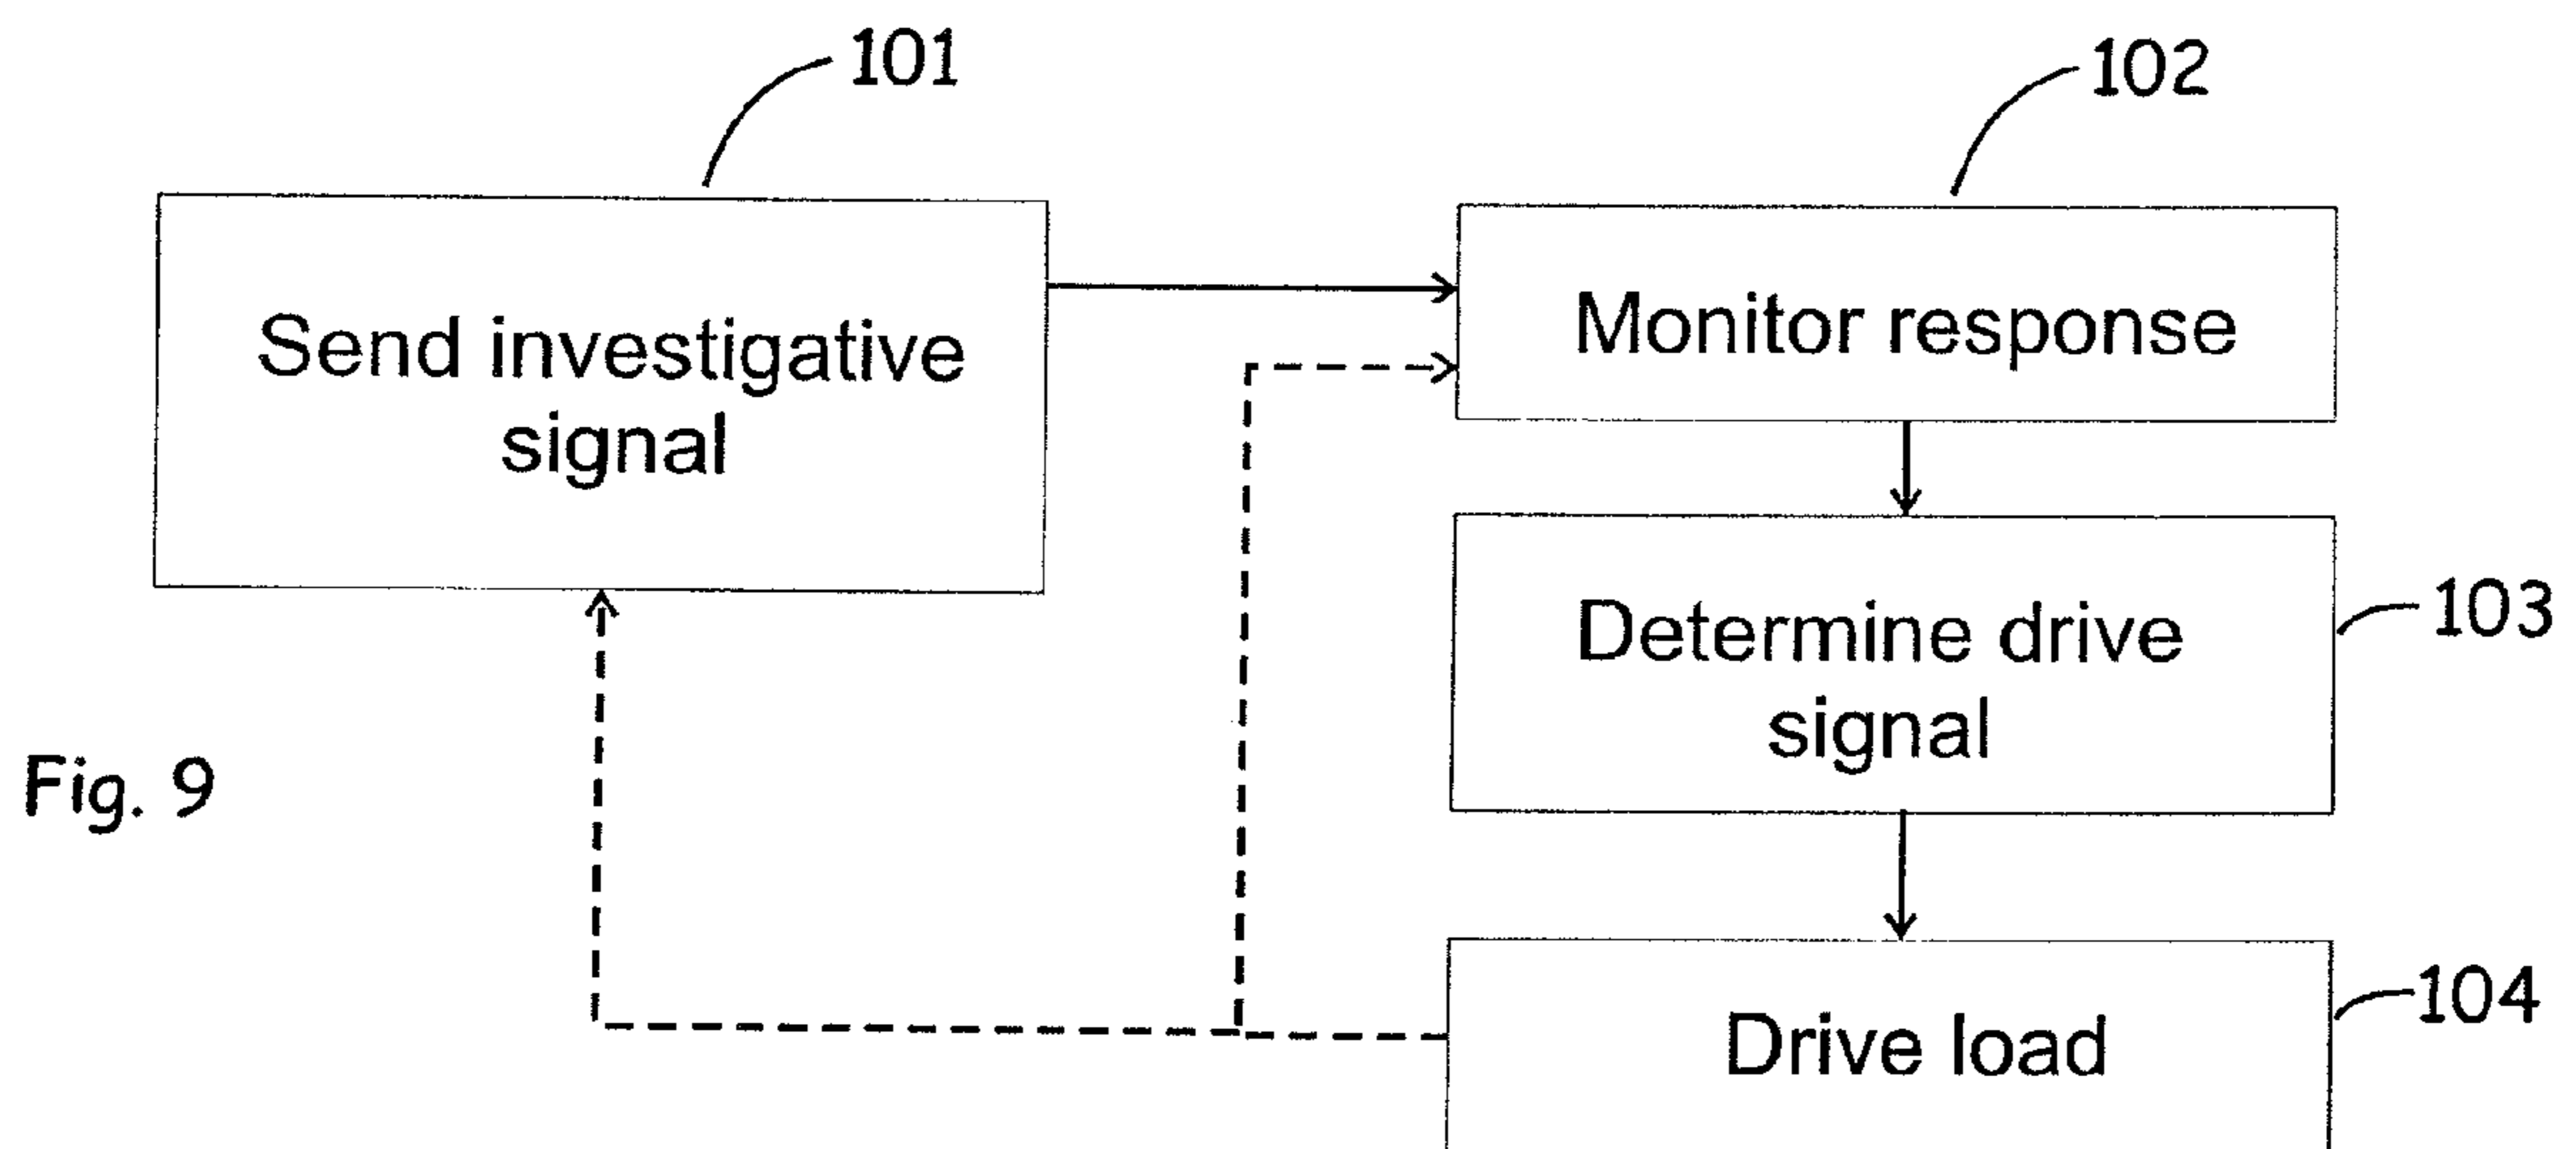 101
102
Send investigative
signal
Monitor response
Determine drive
signal
103
Fig. 9
Drive load
104